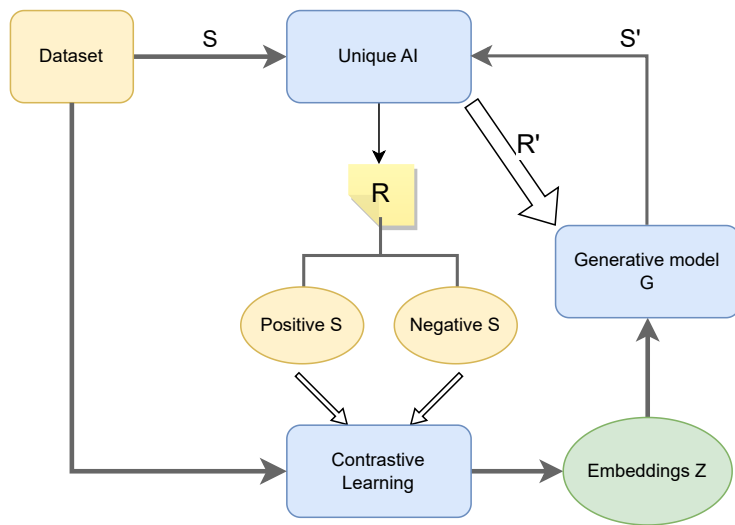 Dataset
S
Unique AI
S'
R'
R
Generative model
G
Positive S
Negative S
Contrastive
Learning
Embeddings Z